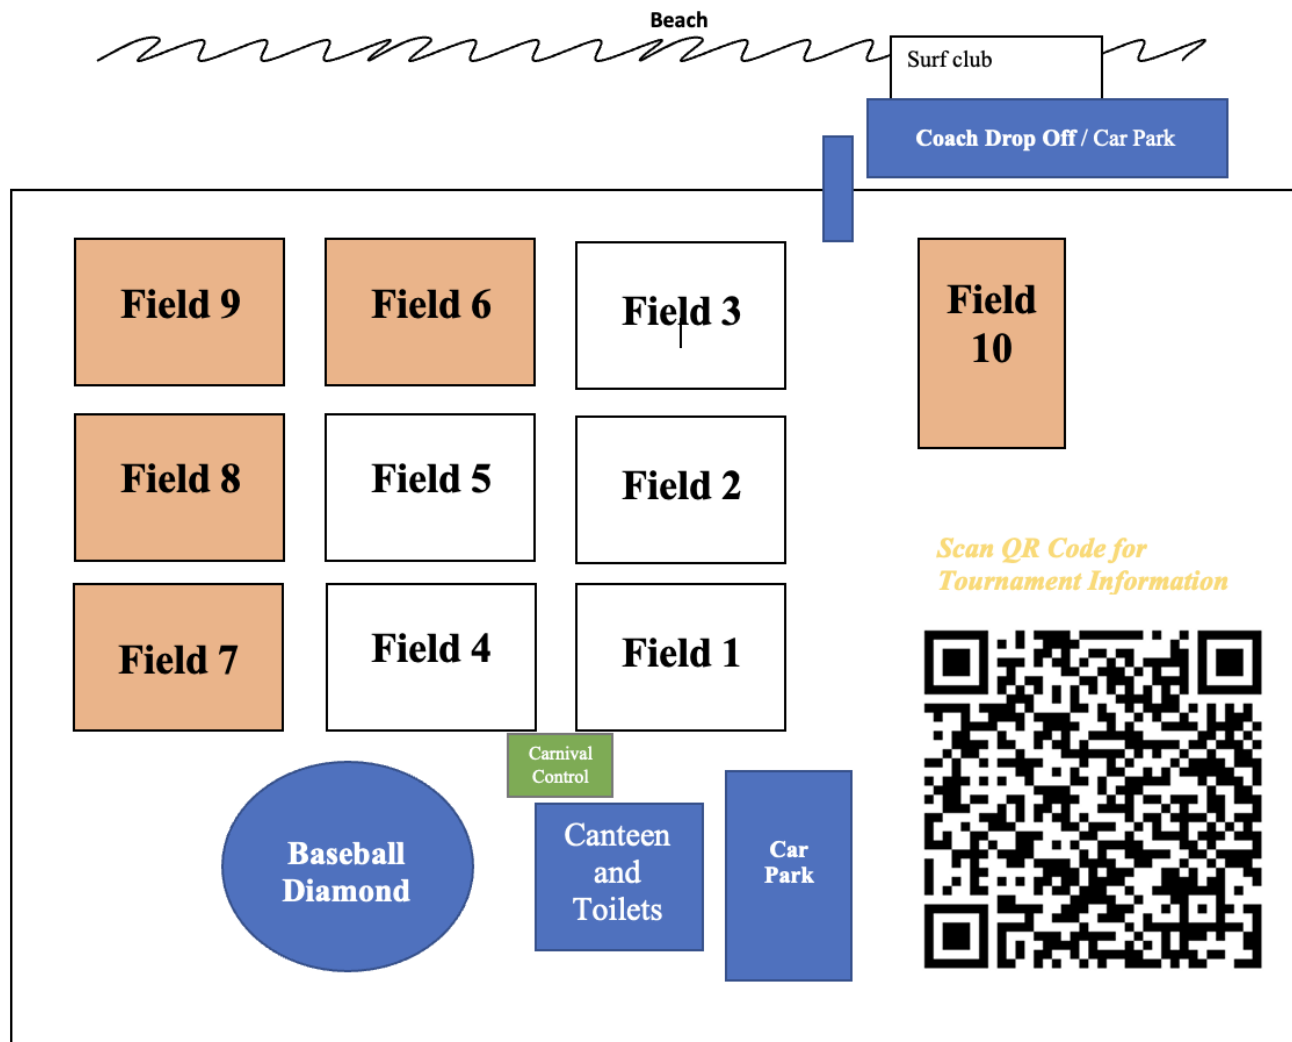 Beach
Surf club
Coach Drop Off / Car Park
Field 9
Field 6
Field 3
Field
10
Field 8
Field 5
Field 2
Scan QR Code for
Tournament Information
Field 7
Field 4
Field 1
Carnival
Control
Baseball
Diamond
Canteen
and
Toilets
Car
Park